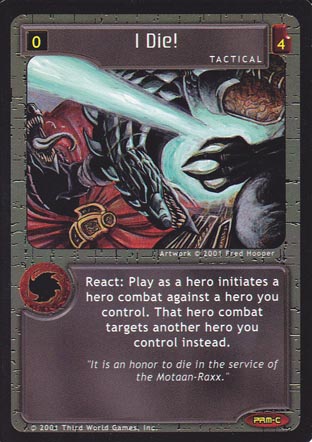 0
I Die!
4
TACTICAL
Artwork © 2001 Fred Hooper
React: Play as a hero initiates a
hero combat against a hero you
control. That hero combat
targets another hero you
control instead.
"It is an honor to die in the service of
the Motaan-Raxx."
© 2001 Third World Games, Inc.
PRM-C